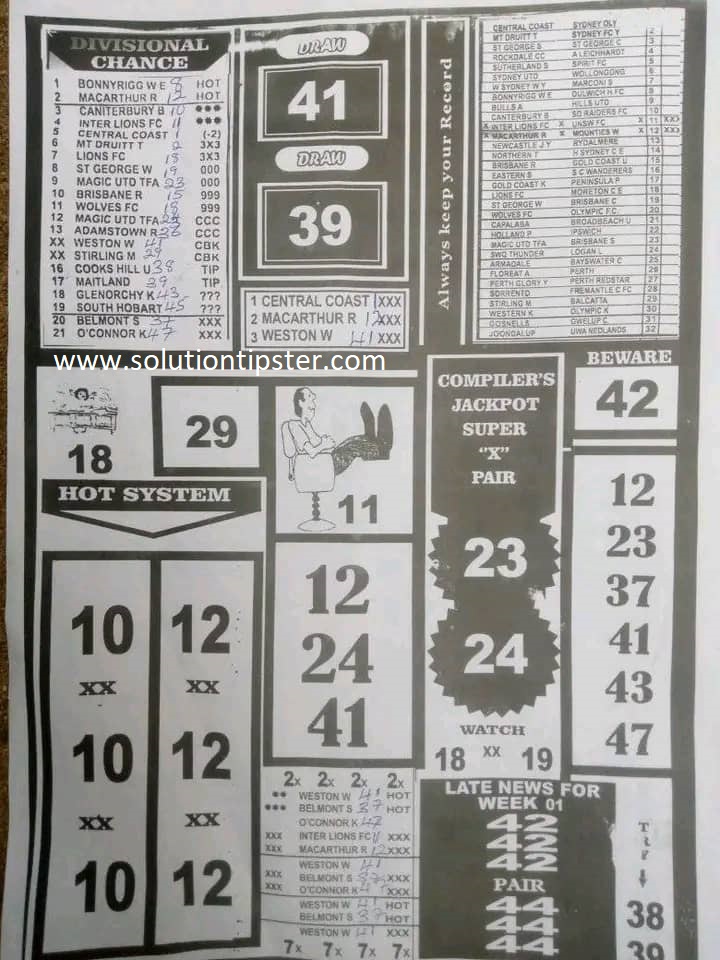 DIVISIONAL
CHANCE
1 BONNYRIGG W E 8 HOT
2 MACARTHUR R 12 HOT
3 CANTERBURY B 10 ***
4 INTER LIONS FC 11 ***
5 CENTRAL COAST 1 (-2)
6 MT DRUITT T 2 3X3
7 LIONS FC 18 3X3
8 ST GEORGE W 19 000
9 MAGIC UTD TFA 23 000
10 BRISBANE R 15 999
11 WOLVES FC 999
12 MAGIC UTD TFA 23 CCC
13 ADAMSTOWN R CCC
XX WESTON W 41 CBK
XX STIRLING M 29 CBK
16 COOKS HILL U 38 TIP
17 MAITLAND 39 TIP
18 GLENORCHY K 43 ???
19 SOUTH HOBART 45 ???
20 BELMONT S 37 XXX
21 O'CONNOR K 47 XXX
DRAW
41
DRAW
39
1 CENTRAL COAST 1 XXX
2 MACARTHUR R 12 XXX
3 WESTON W 41 XXX
Always keep your Record
CENTRAL COAST SYDNEY OLY
MT DRUITT T SYDNEY FC Y 2
ST GEORGE S ST GEORGE C 3
ROCKDALE CC A LEICHHARDT 4
SUTHERLAND S SPIRIT FC 5
SYDNEY UTD WOLLONGONG 6
W SYDNEY W Y MARCONI S 7
BONNYRIGG W E DULWICH H.FC 8
BULLS A HILLS UTD 9
CANTERBURY B SD RAIDERS FC 10
X INTER LIONS FC X UNSW FC X 11 XXX
X MACARTHUR R X MOUNTIES W X 12 XXX
NEWCASTLE J Y RYDALMERE 13
NORTHERN T H SYDNEY C E 14
BRISBANE R GOLD COAST U 15
EASTERN S S C WANDERERS 16
GOLD COAST K PENINSULA P 17
LIONS FC MORETON C E 18
ST GEORGE W BRISBANE C 19
WOLVES FC OLYMPIC FC 20
CAPALABA BROADBEACH U 21
HOLLAND P IPSWICH 22
MAGIC UTD TFA BRISBANE S 23
SWQ THUNDER LOGAN L 24
ARMADALE BAYSWATER C 25
FLOREAT A PERTH 26
PERTH GLORY Y PERTH REDSTAR 27
SORRENTO FREMANTLE C FC 28
STIRLING M BALCATTA 29
WESTERN K OLYMPIC K 30
GOSNELLS GWELUP C 31
JOONDALUP UWA NEDLANDS 32
www.solutiontipster.com
18
29
11
HOT SYSTEM
10 12
XX XX
10 12
XX XX
10 12
12
24
41
2x 2x 2x 2x
** WESTON W 41 HOT
*** BELMONT S 37 HOT
O'CONNOR K 47
XXX INTER LIONS FC 11 XXX
XXX MACARTHUR R 12 XXX
WESTON W 41
XXX BELMONT S 37 XXX
XXX O'CONNOR K 47 XXX
WESTON W 41 HOT
BELMONT S 37 HOT
WESTON W 41 XXX
7x 7x 7x 7x
COMPILER'S
JACKPOT
SUPER
"X"
PAIR
23
24
WATCH
18 XX 19
LATE NEWS FOR
WEEK 01
42
42
42
PAIR
44
44
44
BEWARE
42
12
23
37
41
43
47
38
39